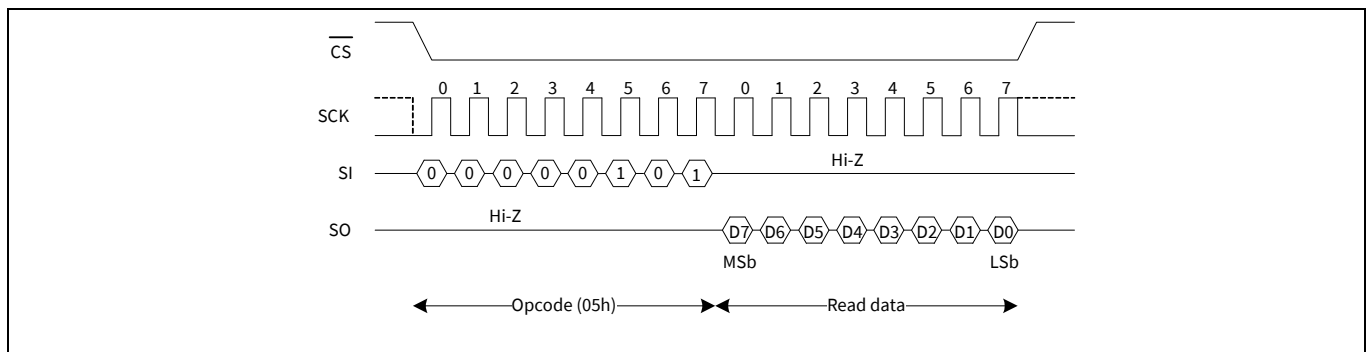 CS
0 1 2 3 4 5 6 7 0 1 2 3 4 5 6 7
SCK
Hi-Z
SI 0 0 0 0 0 1 0 1
Hi-Z
SO D7 D6 D5 D4 D3 D2 D1 D0
MSb LSb
Opcode (05h) Read data